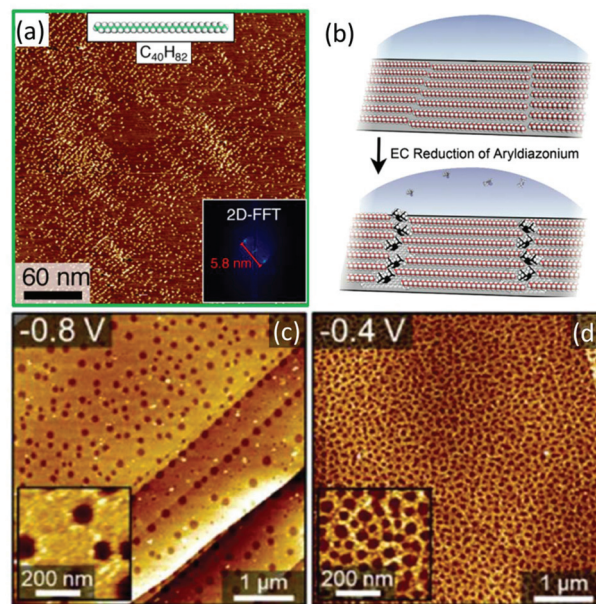 (a)
C₄₀H₈₂
2D-FFT
5.8 nm
60 nm
(b)
EC Reduction of Aryldiazonium
-0.8 V
(c)
200 nm
1 µm
-0.4 V
(d)
200 nm
1 µm